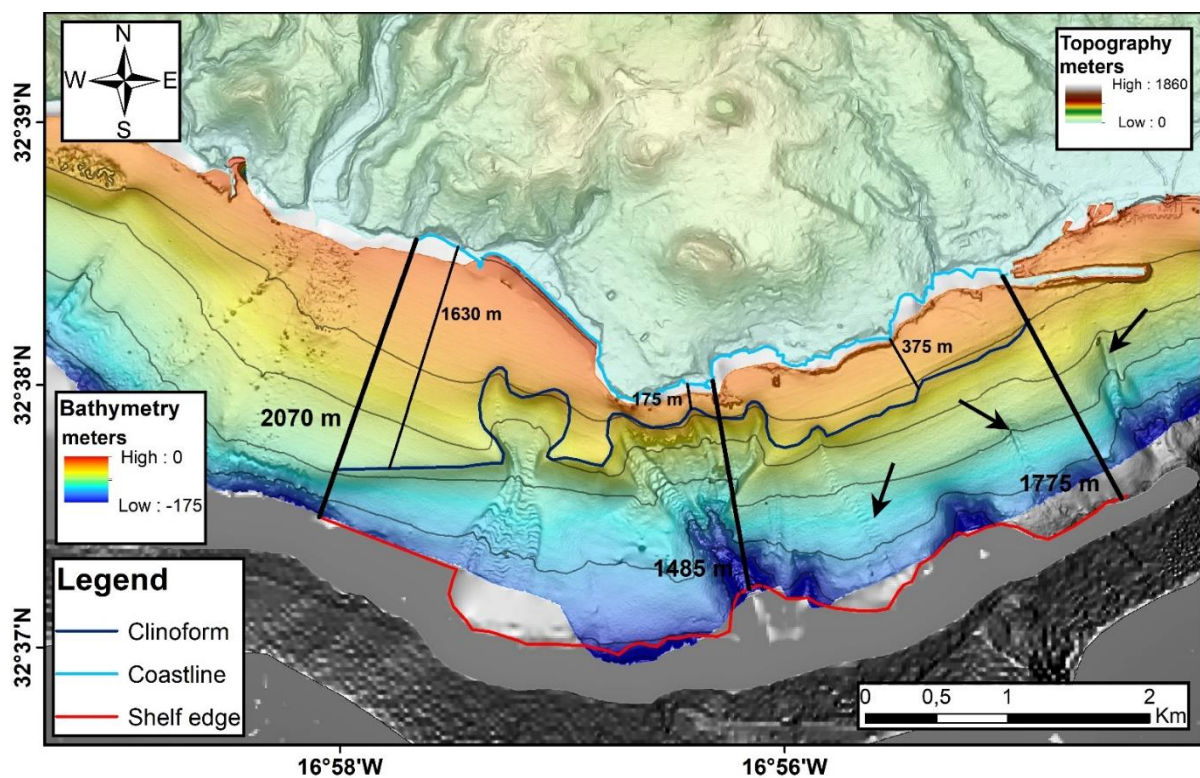 N
W E
S
Topography
meters
High : 1860
Low : 0
32°39'N
32°38'N
32°37'N
1630 m
375 m
175 m
2070 m
1775 m
1485 m
Bathymetry
meters
High : 0
Low : -175
Legend
Clinoform
Coastline
Shelf edge
0 0,5 1 2
Km
16°58'W 16°56'W